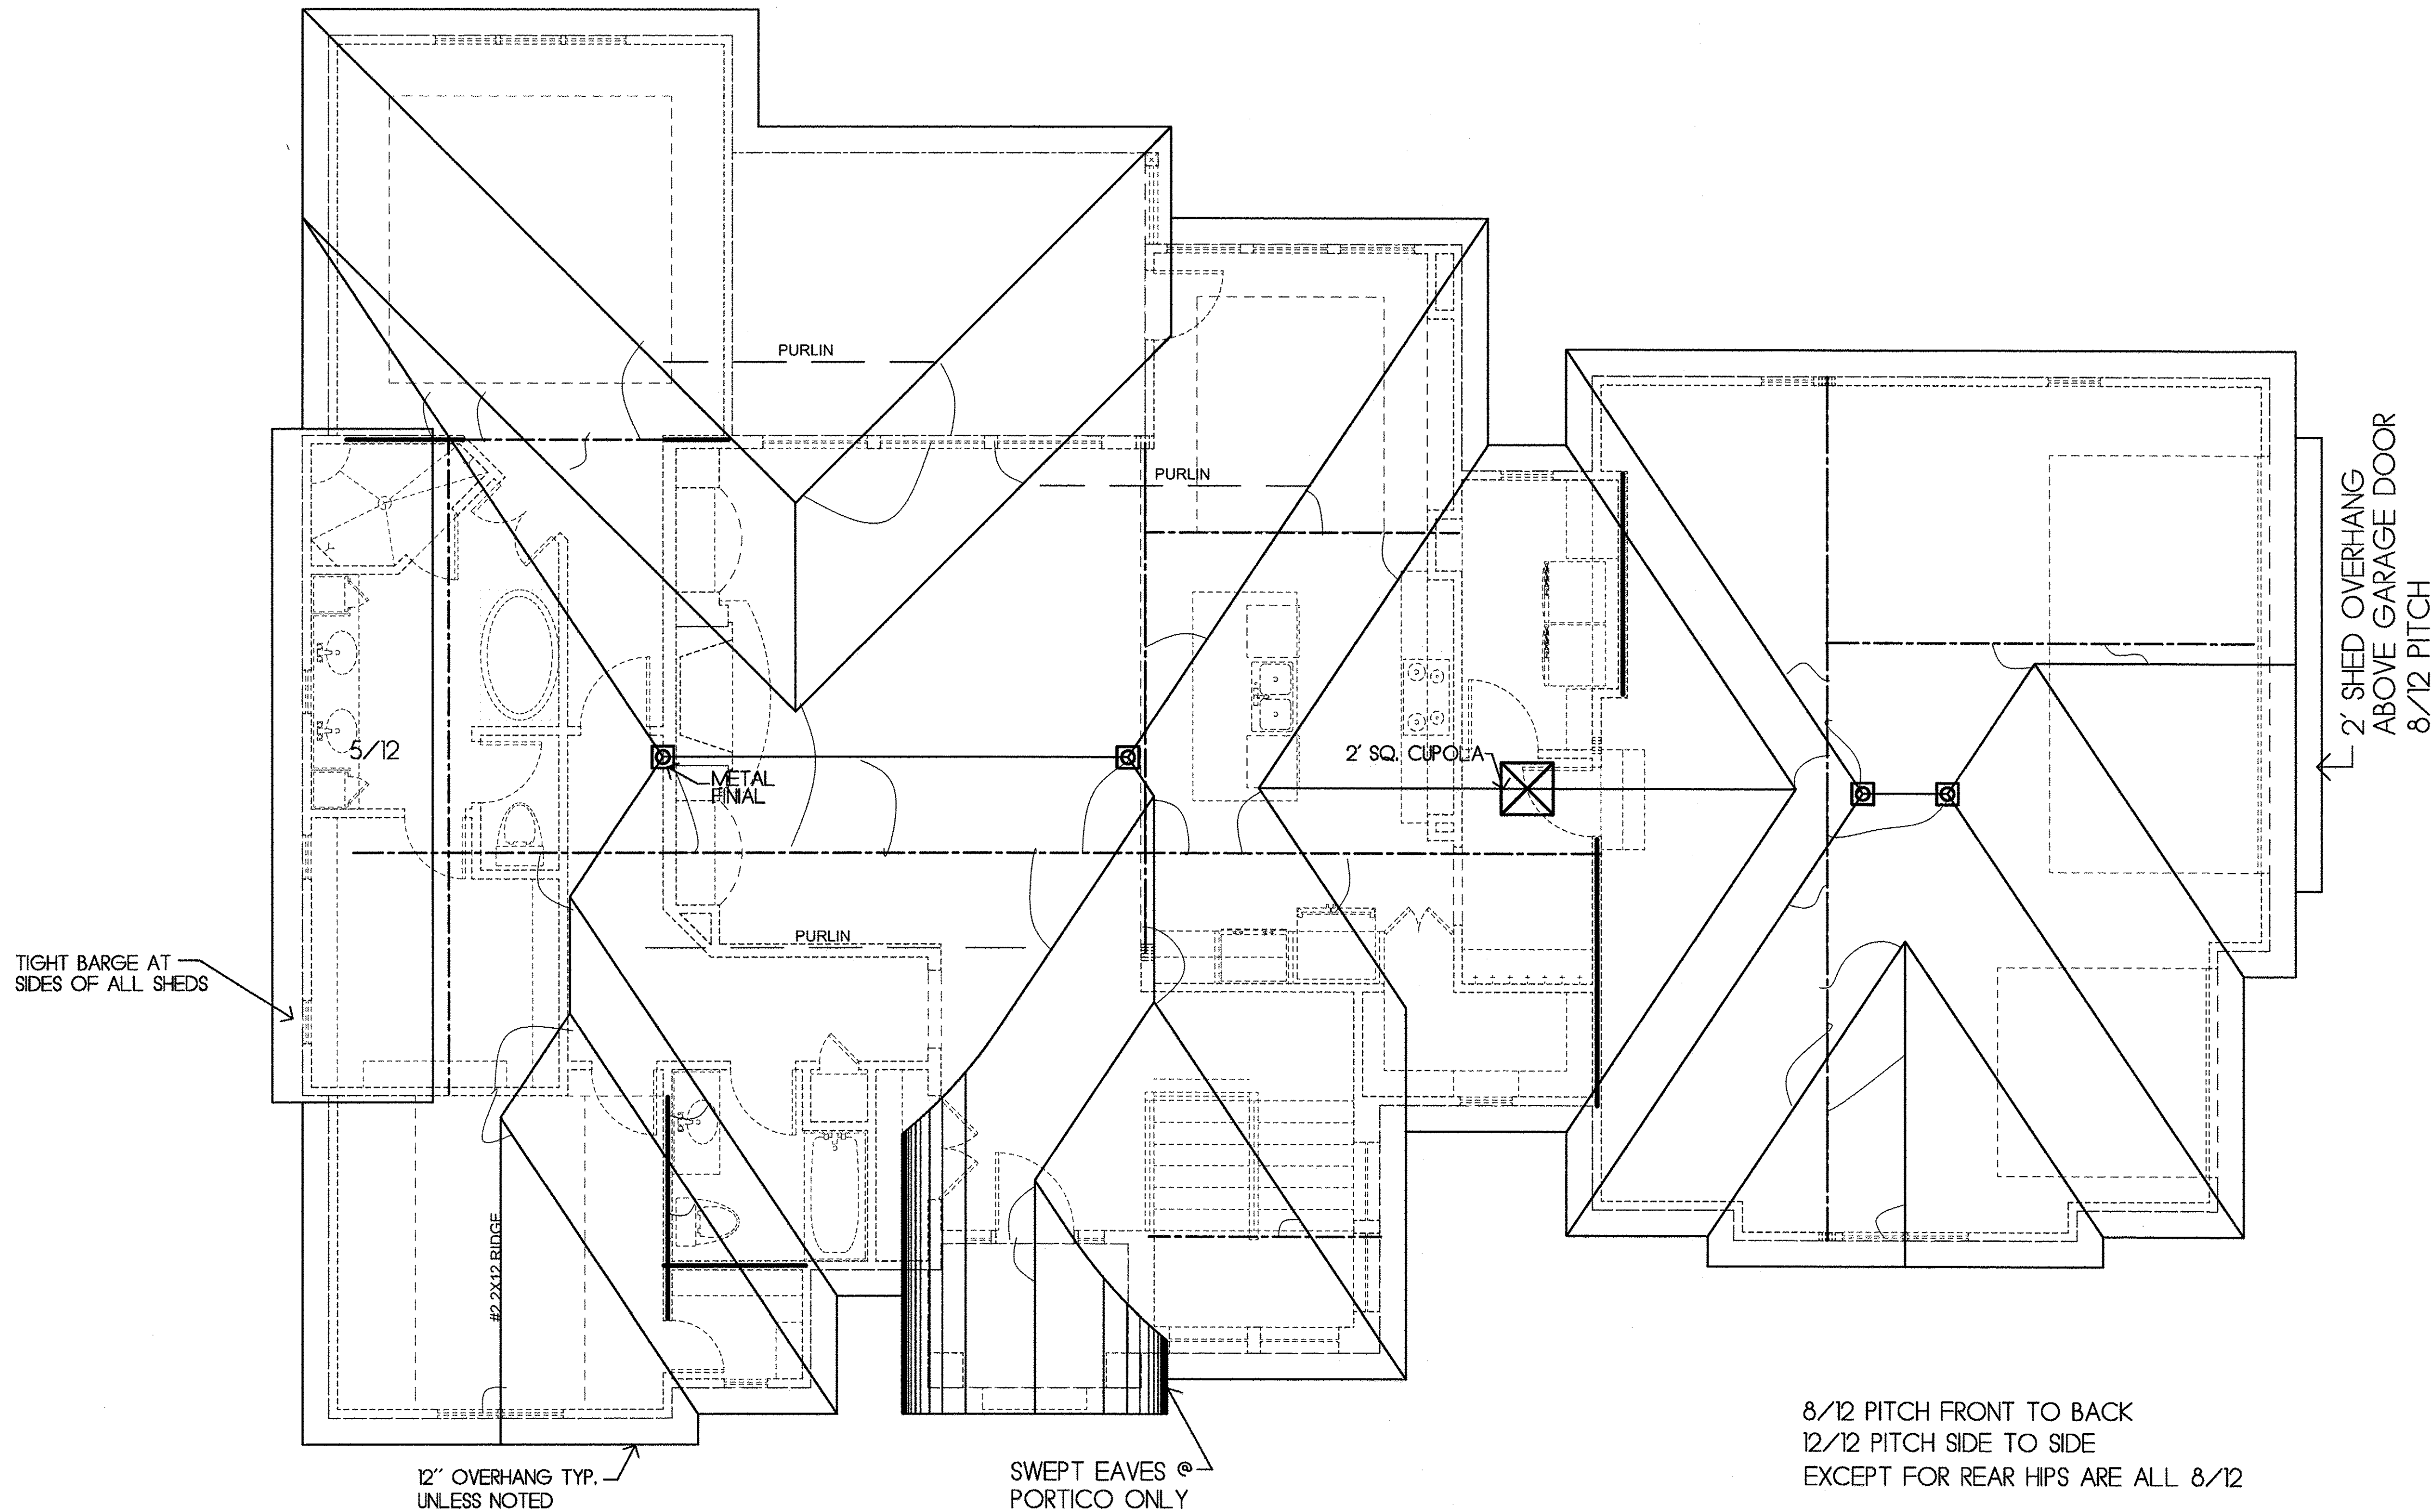 PURLIN
PURLIN
2' SHED OVERHANG
ABOVE GARAGE DOOR
8/12 PITCH
5/12
METAL
FINIAL
2' SQ. CUPOLA
PURLIN
TIGHT BARGE AT
SIDES OF ALL SHEDS
#2 2X12 RIDGE
8/12 PITCH FRONT TO BACK
12/12 PITCH SIDE TO SIDE
EXCEPT FOR REAR HIPS ARE ALL 8/12
12" OVERHANG TYP.
UNLESS NOTED
SWEPT EAVES @
PORTICO ONLY